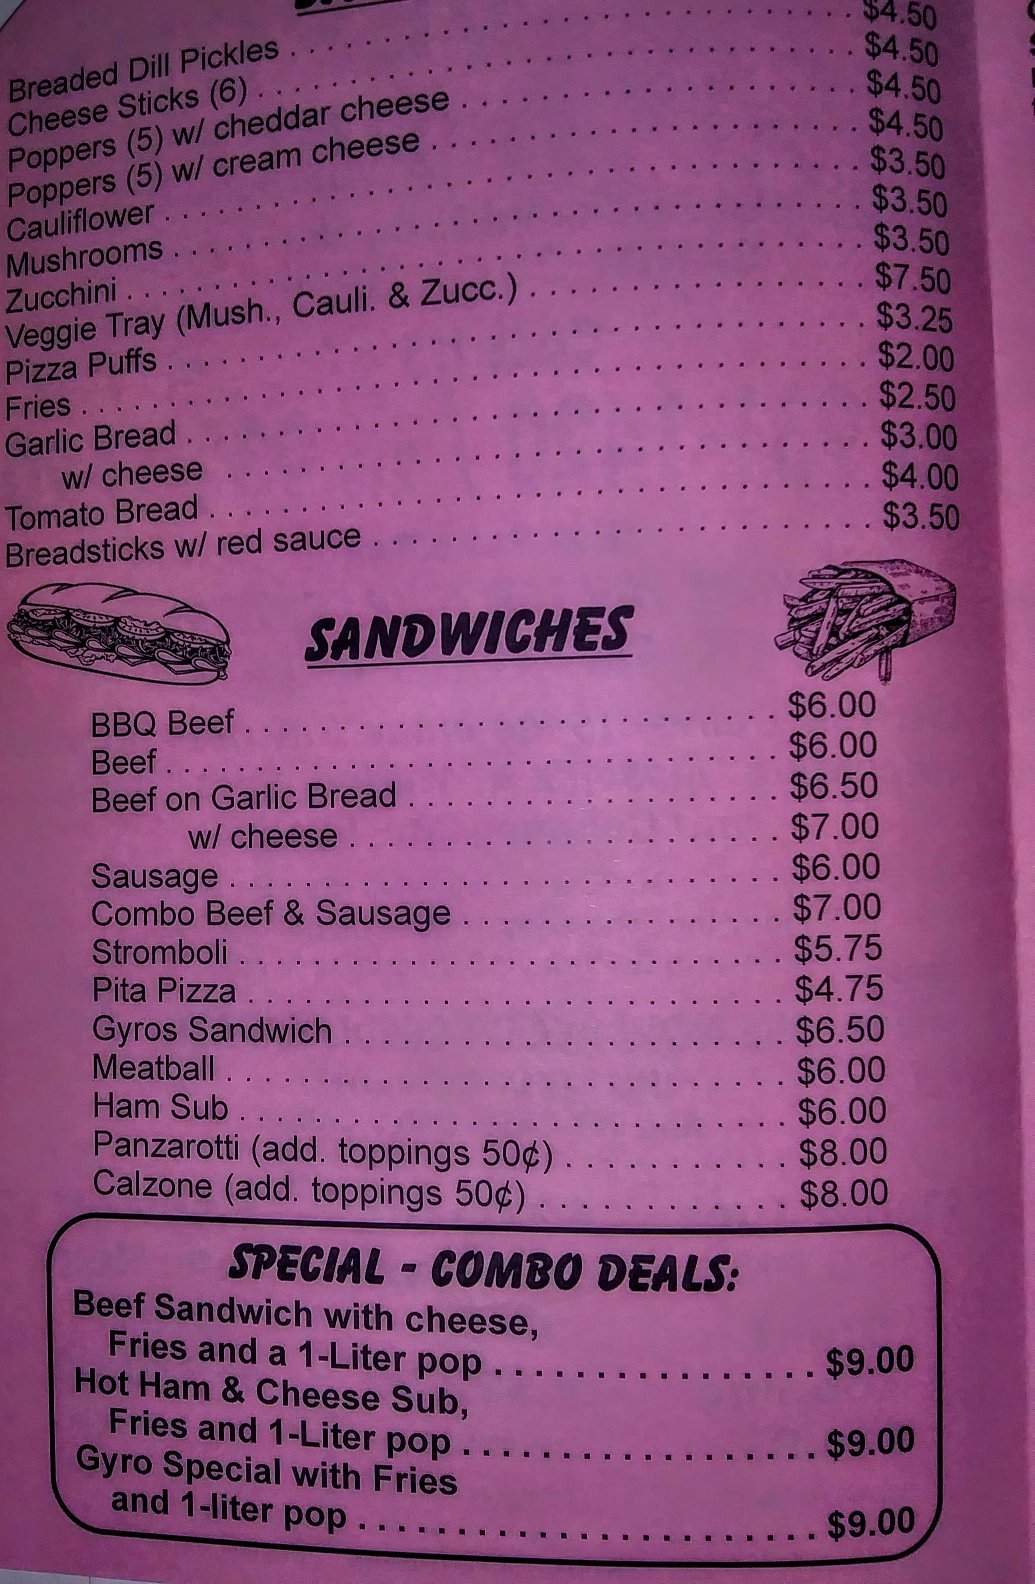 Breaded Dill Pickles . . . . . . . . . . . . . . . . . . . . $4.50
Cheese Sticks (6) . . . . . . . . . . . . . . . . . . . . $4.50
Poppers (5) w/ cheddar cheese . . . . . . . . . . . . . . . $4.50
Poppers (5) w/ cream cheese . . . . . . . . . . . . . . . $4.50
Cauliflower . . . . . . . . . . . . . . . . . . . . $3.50
Mushrooms . . . . . . . . . . . . . . . . . . . . $3.50
Zucchini . . . . . . . . . . . . . . . . . . . . $3.50
Veggie Tray (Mush., Cauli. & Zucc.) . . . . . . . . . . . . $7.50
Pizza Puffs . . . . . . . . . . . . . . . . . . . . $3.25
Fries . . . . . . . . . . . . . . . . . . . . $2.00
Garlic Bread . . . . . . . . . . . . . . . . . . . . $2.50
w/ cheese . . . . . . . . . . . . . . . . . . . . $3.00
Tomato Bread . . . . . . . . . . . . . . . . . . . . $4.00
Breadsticks w/ red sauce . . . . . . . . . . . . . . . $3.50
SANDWICHES
BBQ Beef . . . . . . . . . . . . . . . . . . . . $6.00
Beef . . . . . . . . . . . . . . . . . . . . $6.00
Beef on Garlic Bread . . . . . . . . . . . . . . . $6.50
w/ cheese . . . . . . . . . . . . . . . . . . $7.00
Sausage . . . . . . . . . . . . . . . . . . . . $6.00
Combo Beef & Sausage . . . . . . . . . . . . . . . $7.00
Stromboli . . . . . . . . . . . . . . . . . . . . $5.75
Pita Pizza . . . . . . . . . . . . . . . . . . . . $4.75
Gyros Sandwich . . . . . . . . . . . . . . . . . . $6.50
Meatball . . . . . . . . . . . . . . . . . . . . $6.00
Ham Sub . . . . . . . . . . . . . . . . . . . . $6.00
Panzarotti (add. toppings 50¢) . . . . . . . . . . . . $8.00
Calzone (add. toppings 50¢) . . . . . . . . . . . . $8.00
SPECIAL - COMBO DEALS:
Beef Sandwich with cheese,
Fries and a 1-Liter pop . . . . . . . . . . . . . . . . $9.00
Hot Ham & Cheese Sub,
Fries and 1-Liter pop . . . . . . . . . . . . . . . . . . $9.00
Gyro Special with Fries
and 1-liter pop . . . . . . . . . . . . . . . . . . . . . . . $9.00